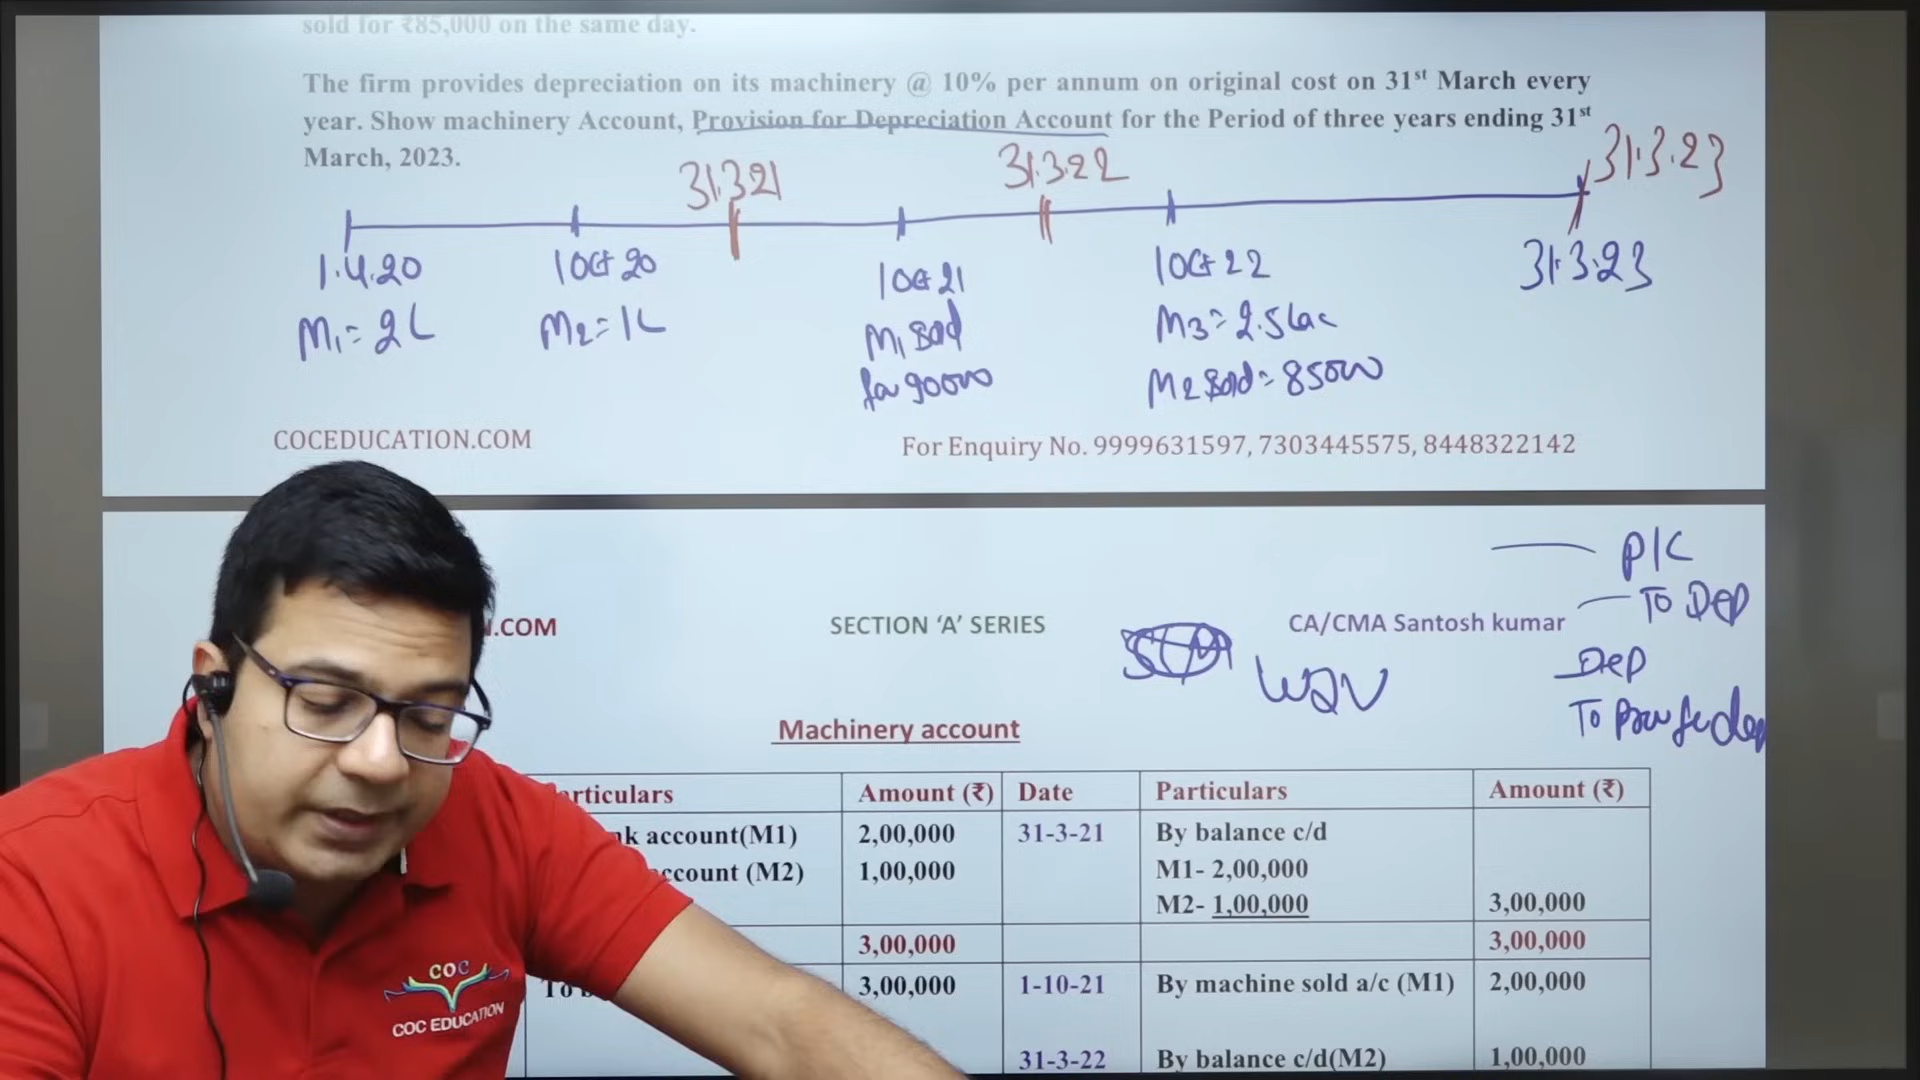 sold for ₹85,000 on the same day.
The firm provides depreciation on its machinery @ 10% per annum on original cost on 31st March every
year. Show machinery Account, Provision for Depreciation Account for the Period of three years ending 31st
March, 2023.
31.3.21
31.3.22
31.3.23
1.4.20
1 Oct 20
1 Oct 21
1 Oct 22
31.3.23
M1 = 2L
M2 = 1L
M1 sold
for 90000
M3 = 2.5 lac
M2 sold = 85000
COCEDUCATION.COM
For Enquiry No. 9999631597, 7303445575, 8448322142
P/L
To Dep
Dep
To Prov for dep
.COM
SECTION 'A' SERIES
CA/CMA Santosh kumar
WDV
Machinery account
articulars
Amount (₹)
Date
Particulars
Amount (₹)
nk account(M1)
2,00,000
31-3-21
By balance c/d
ccount (M2)
1,00,000
M1- 2,00,000
M2- 1,00,000
3,00,000
3,00,000
3,00,000
To
3,00,000
1-10-21
By machine sold a/c (M1)
2,00,000
31-3-22
By balance c/d(M2)
1,00,000
COC
COC EDUCATION